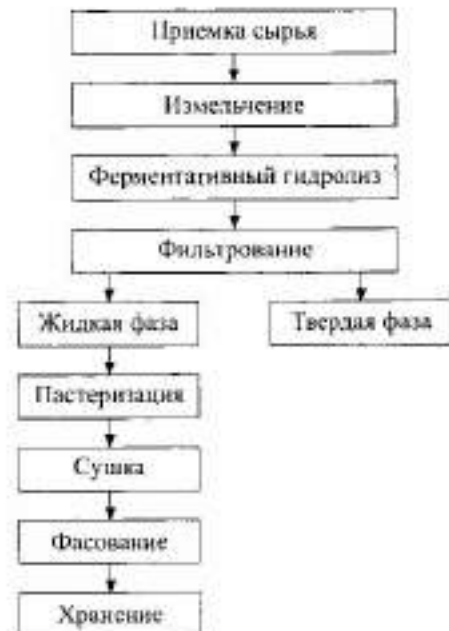 Приемка сырья
Измельчение
Ферментативный гидролиз
Фильтрование
Жидкая фаза
Твердая фаза
Пастеризация
Сушка
Фасование
Хранение